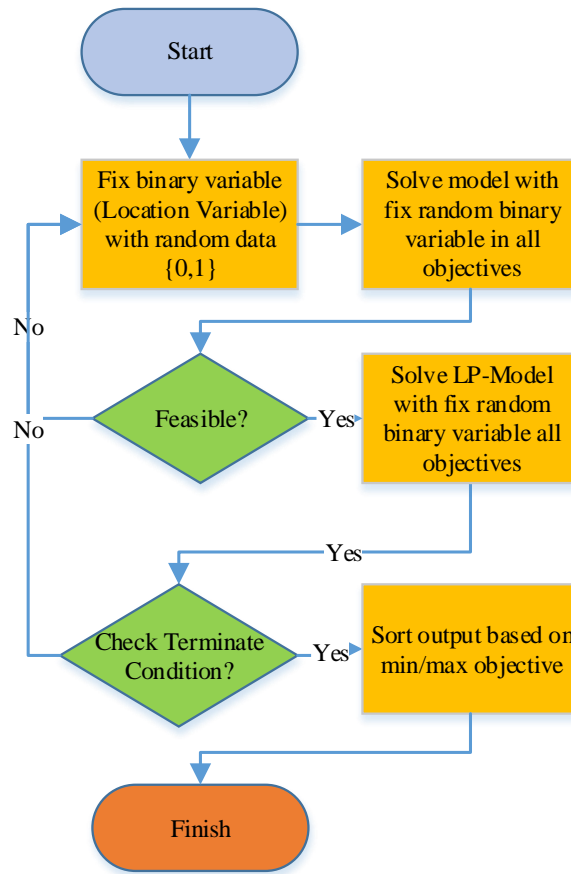 Start
Fix binary variable
(Location Variable)
with random data
{0,1}
Solve model with
fix random binary
variable in all
objectives
No
Feasible?
Yes
Solve LP-Model
with fix random
binary variable all
objectives
No
Yes
Check Terminate
Condition?
Yes
Sort output based on
min/max objective
Finish